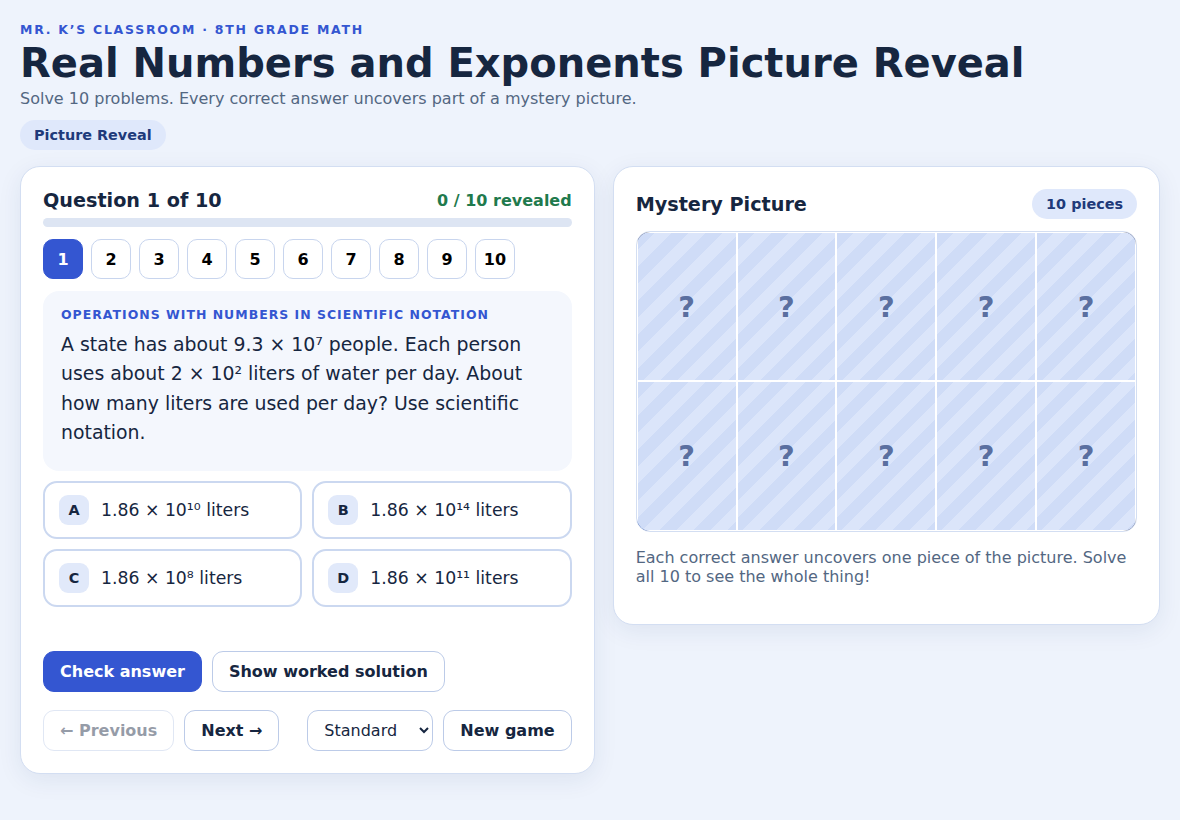 MR. K’S CLASSROOM · 8TH GRADE MATH
Real Numbers and Exponents Picture Reveal
Solve 10 problems. Every correct answer uncovers part of a mystery picture.
Picture Reveal
Question 1 of 10
0 / 10 revealed
1 2 3 4 5 6 7 8 9 10
OPERATIONS WITH NUMBERS IN SCIENTIFIC NOTATION
A state has about 9.3 × 10⁷ people. Each person
uses about 2 × 10² liters of water per day. About
how many liters are used per day? Use scientific
notation.
A 1.86 × 10¹⁰ liters
B 1.86 × 10¹⁴ liters
C 1.86 × 10⁸ liters
D 1.86 × 10¹¹ liters
Check answer
Show worked solution
← Previous
Next →
Standard
New game
Mystery Picture
10 pieces
? ? ? ? ?
? ? ? ? ?
Each correct answer uncovers one piece of the picture. Solve
all 10 to see the whole thing!